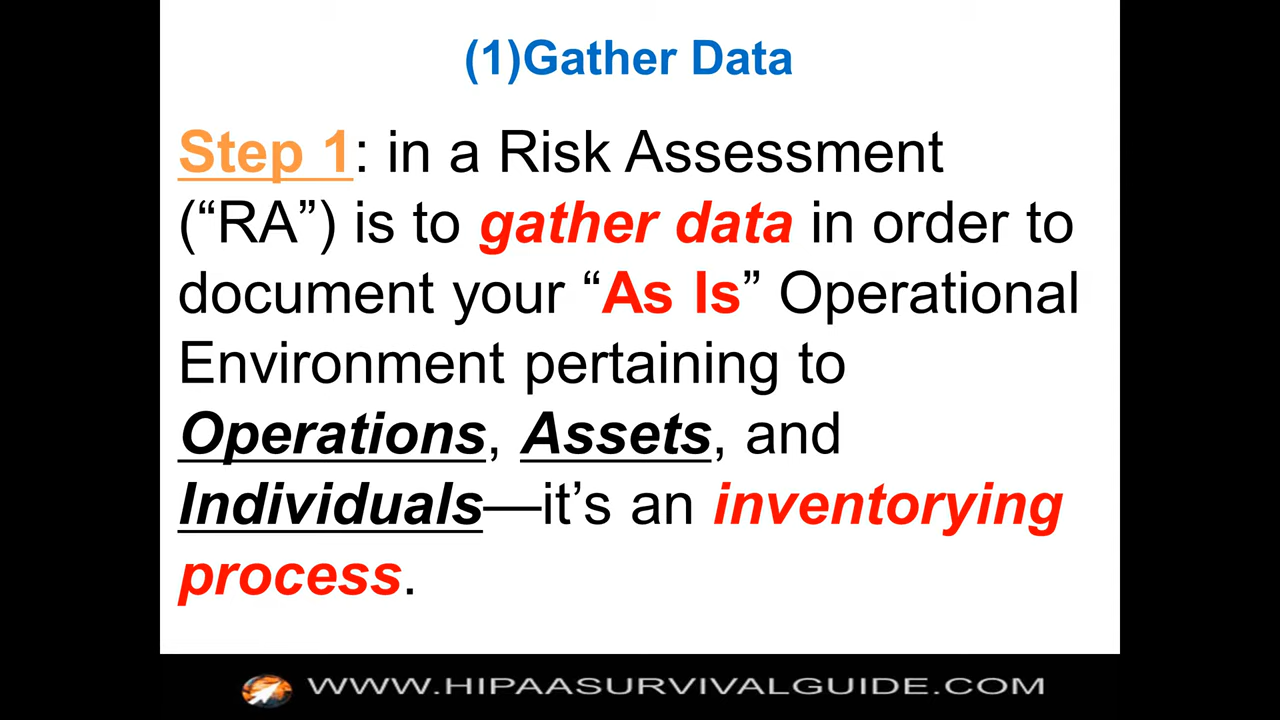 (1)Gather Data
Step 1: in a Risk Assessment
(“RA”) is to gather data in order to
document your “As Is” Operational
Environment pertaining to
Operations, Assets, and
Individuals—it’s an inventorying
process.
WWW.HIPAASURVIVALGUIDE.COM